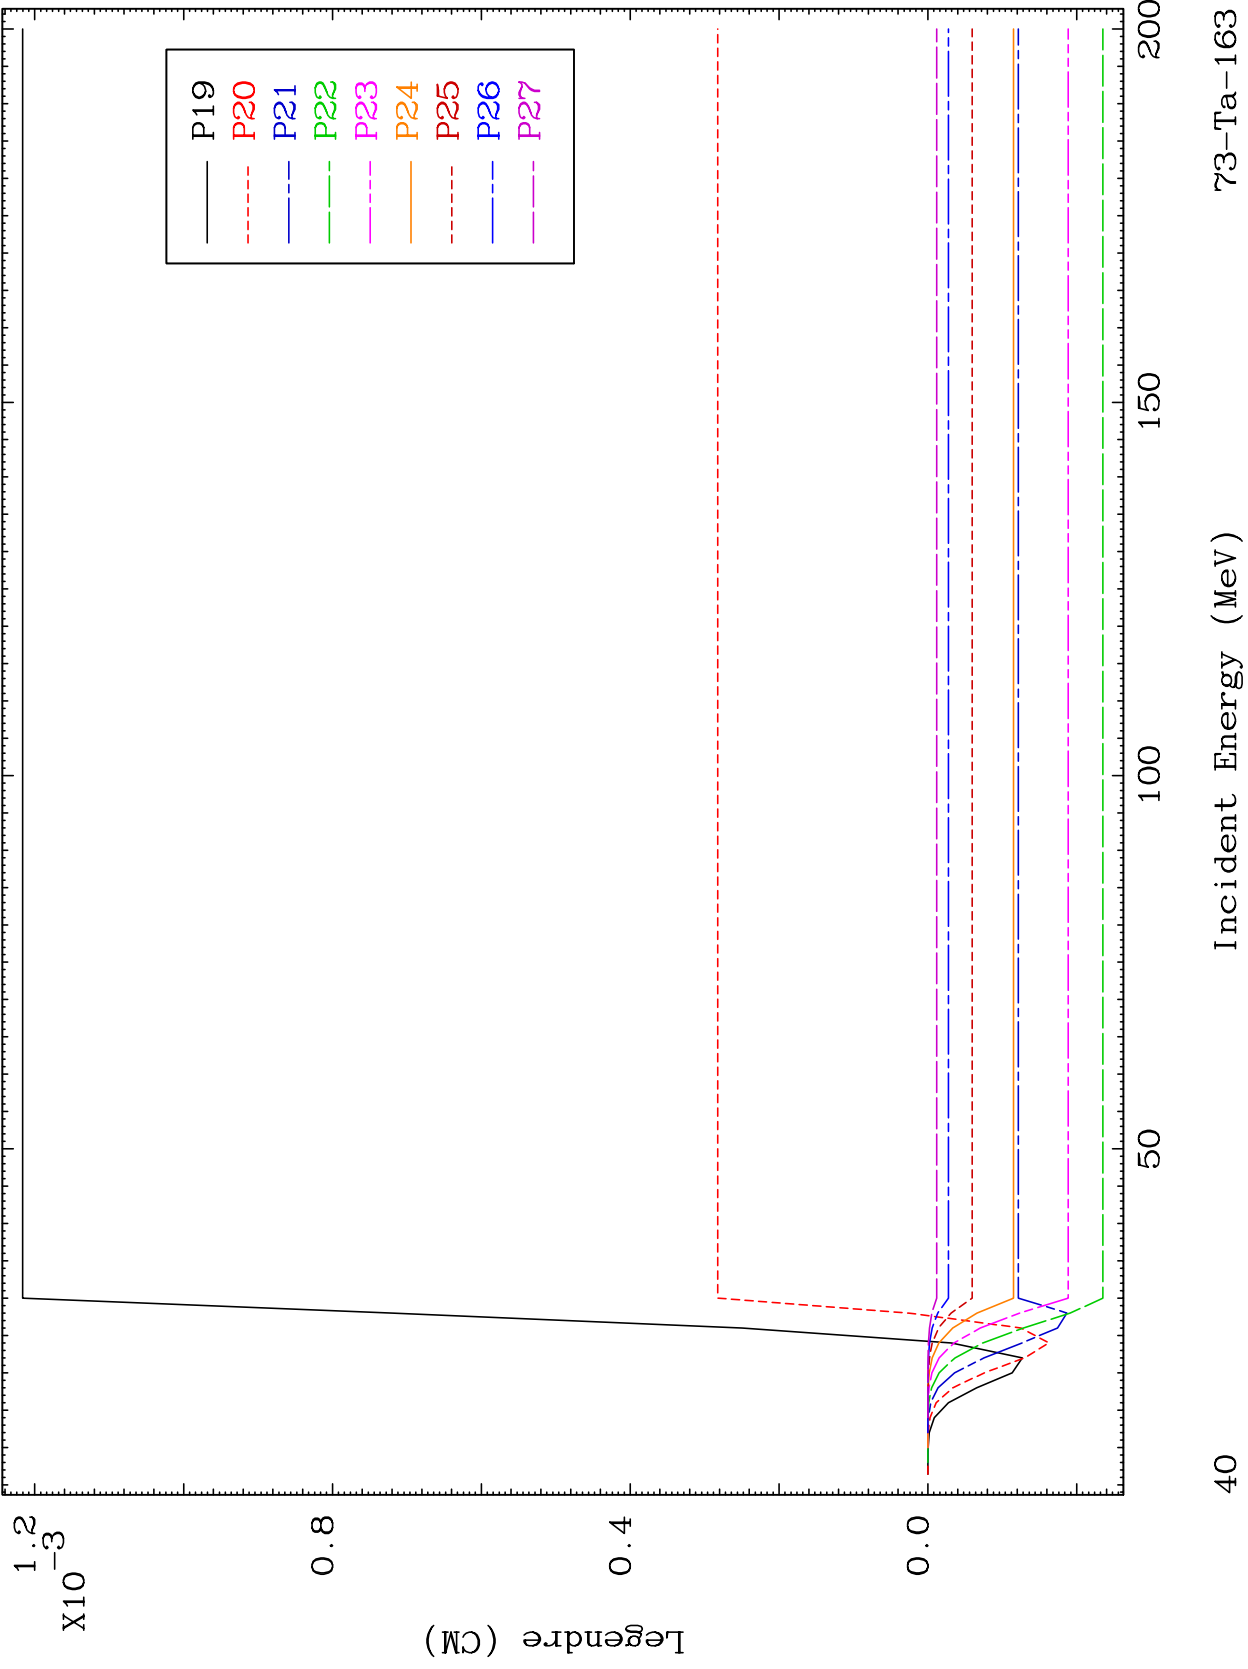 1.2
X10
-3
0.8
0.4
0.0
Legendre (CM)
P19
P20
P21
P22
P23
P24
P25
P26
P27
50
100
150
200
Incident Energy (MeV)
40
73-Ta-163